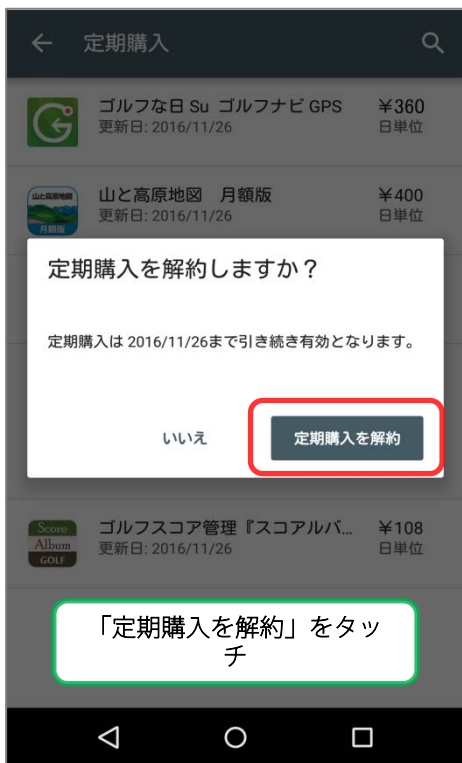 定期購入
ゴルフな日 Su ゴルフナビ GPS ¥360
更新日: 2016/11/26 日単位
山と高原地図
月額版
山と高原地図 月額版 ¥400
更新日: 2016/11/26 日単位
定期購入を解約しますか？
定期購入は 2016/11/26まで引き続き有効となります。
いいえ 定期購入を解約
Score
Album
GOLF
ゴルフスコア管理『スコアルバ... ¥108
更新日: 2016/11/26 日単位
「定期購入を解約」をタッ
チ